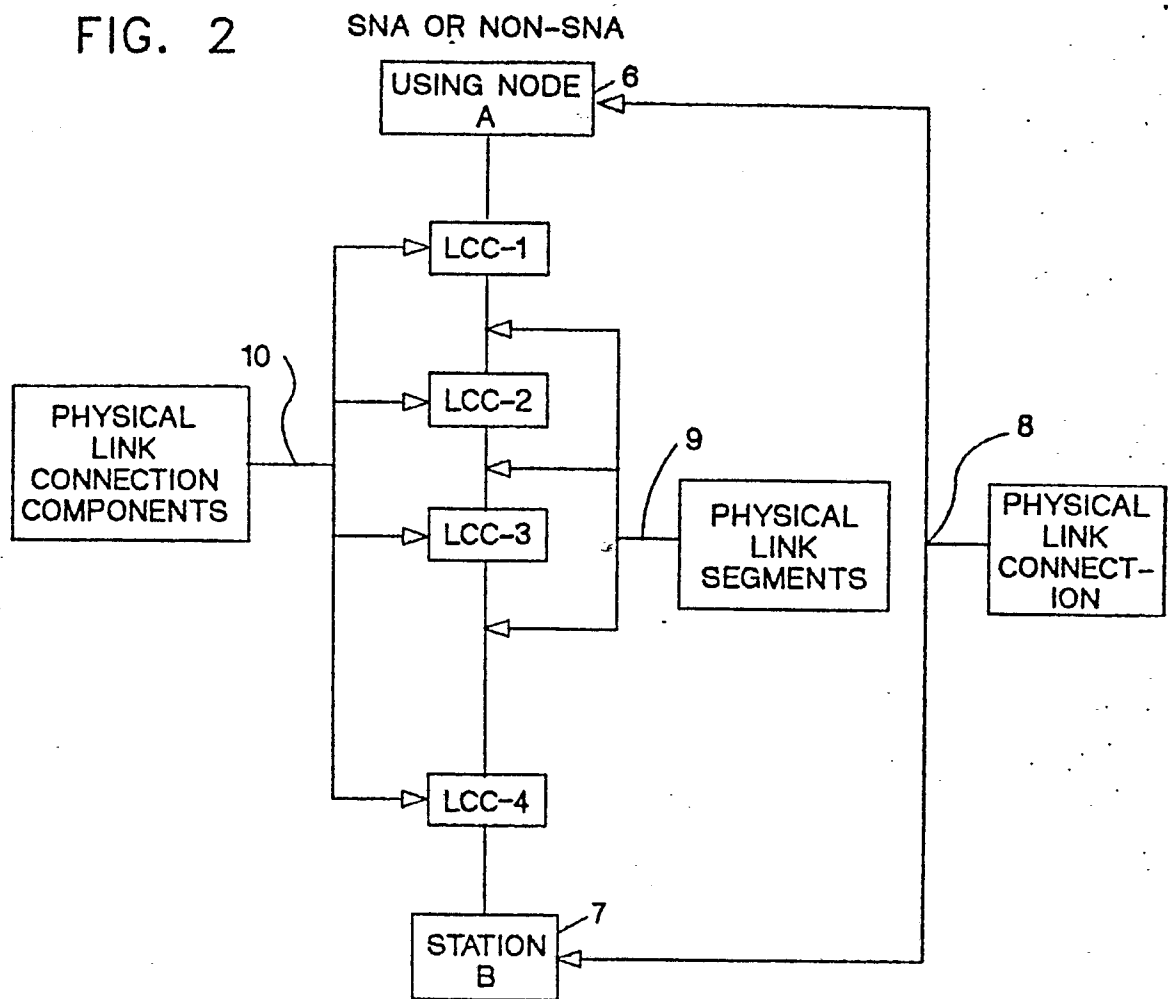 FIG. 2
SNA OR NON-SNA
USING NODE
A
6
LCC-1
10
LCC-2
PHYSICAL
LINK
CONNECTION
COMPONENTS
9
8
LCC-3
PHYSICAL
LINK
SEGMENTS
PHYSICAL
LINK
CONNECT-
ION
LCC-4
7
STATION
B